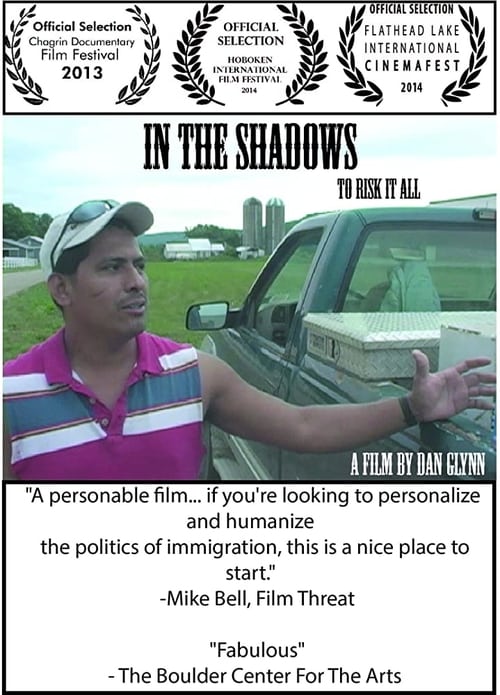 Official Selection
Chagrin Documentary
Film Festival
2013
OFFICIAL
SELECTION
HOBOKEN
INTERNATIONAL
FILM FESTIVAL
2014
OFFICIAL SELECTION
FLATHEAD LAKE
INTERNATIONAL
CINEMAFEST
2014
IN THE SHADOWS
TO RISK IT ALL
A FILM BY DAN GLYNN
"A personable film... if you're looking to personalize
and humanize
the politics of immigration, this is a nice place to
start."
-Mike Bell, Film Threat
"Fabulous"
- The Boulder Center For The Arts